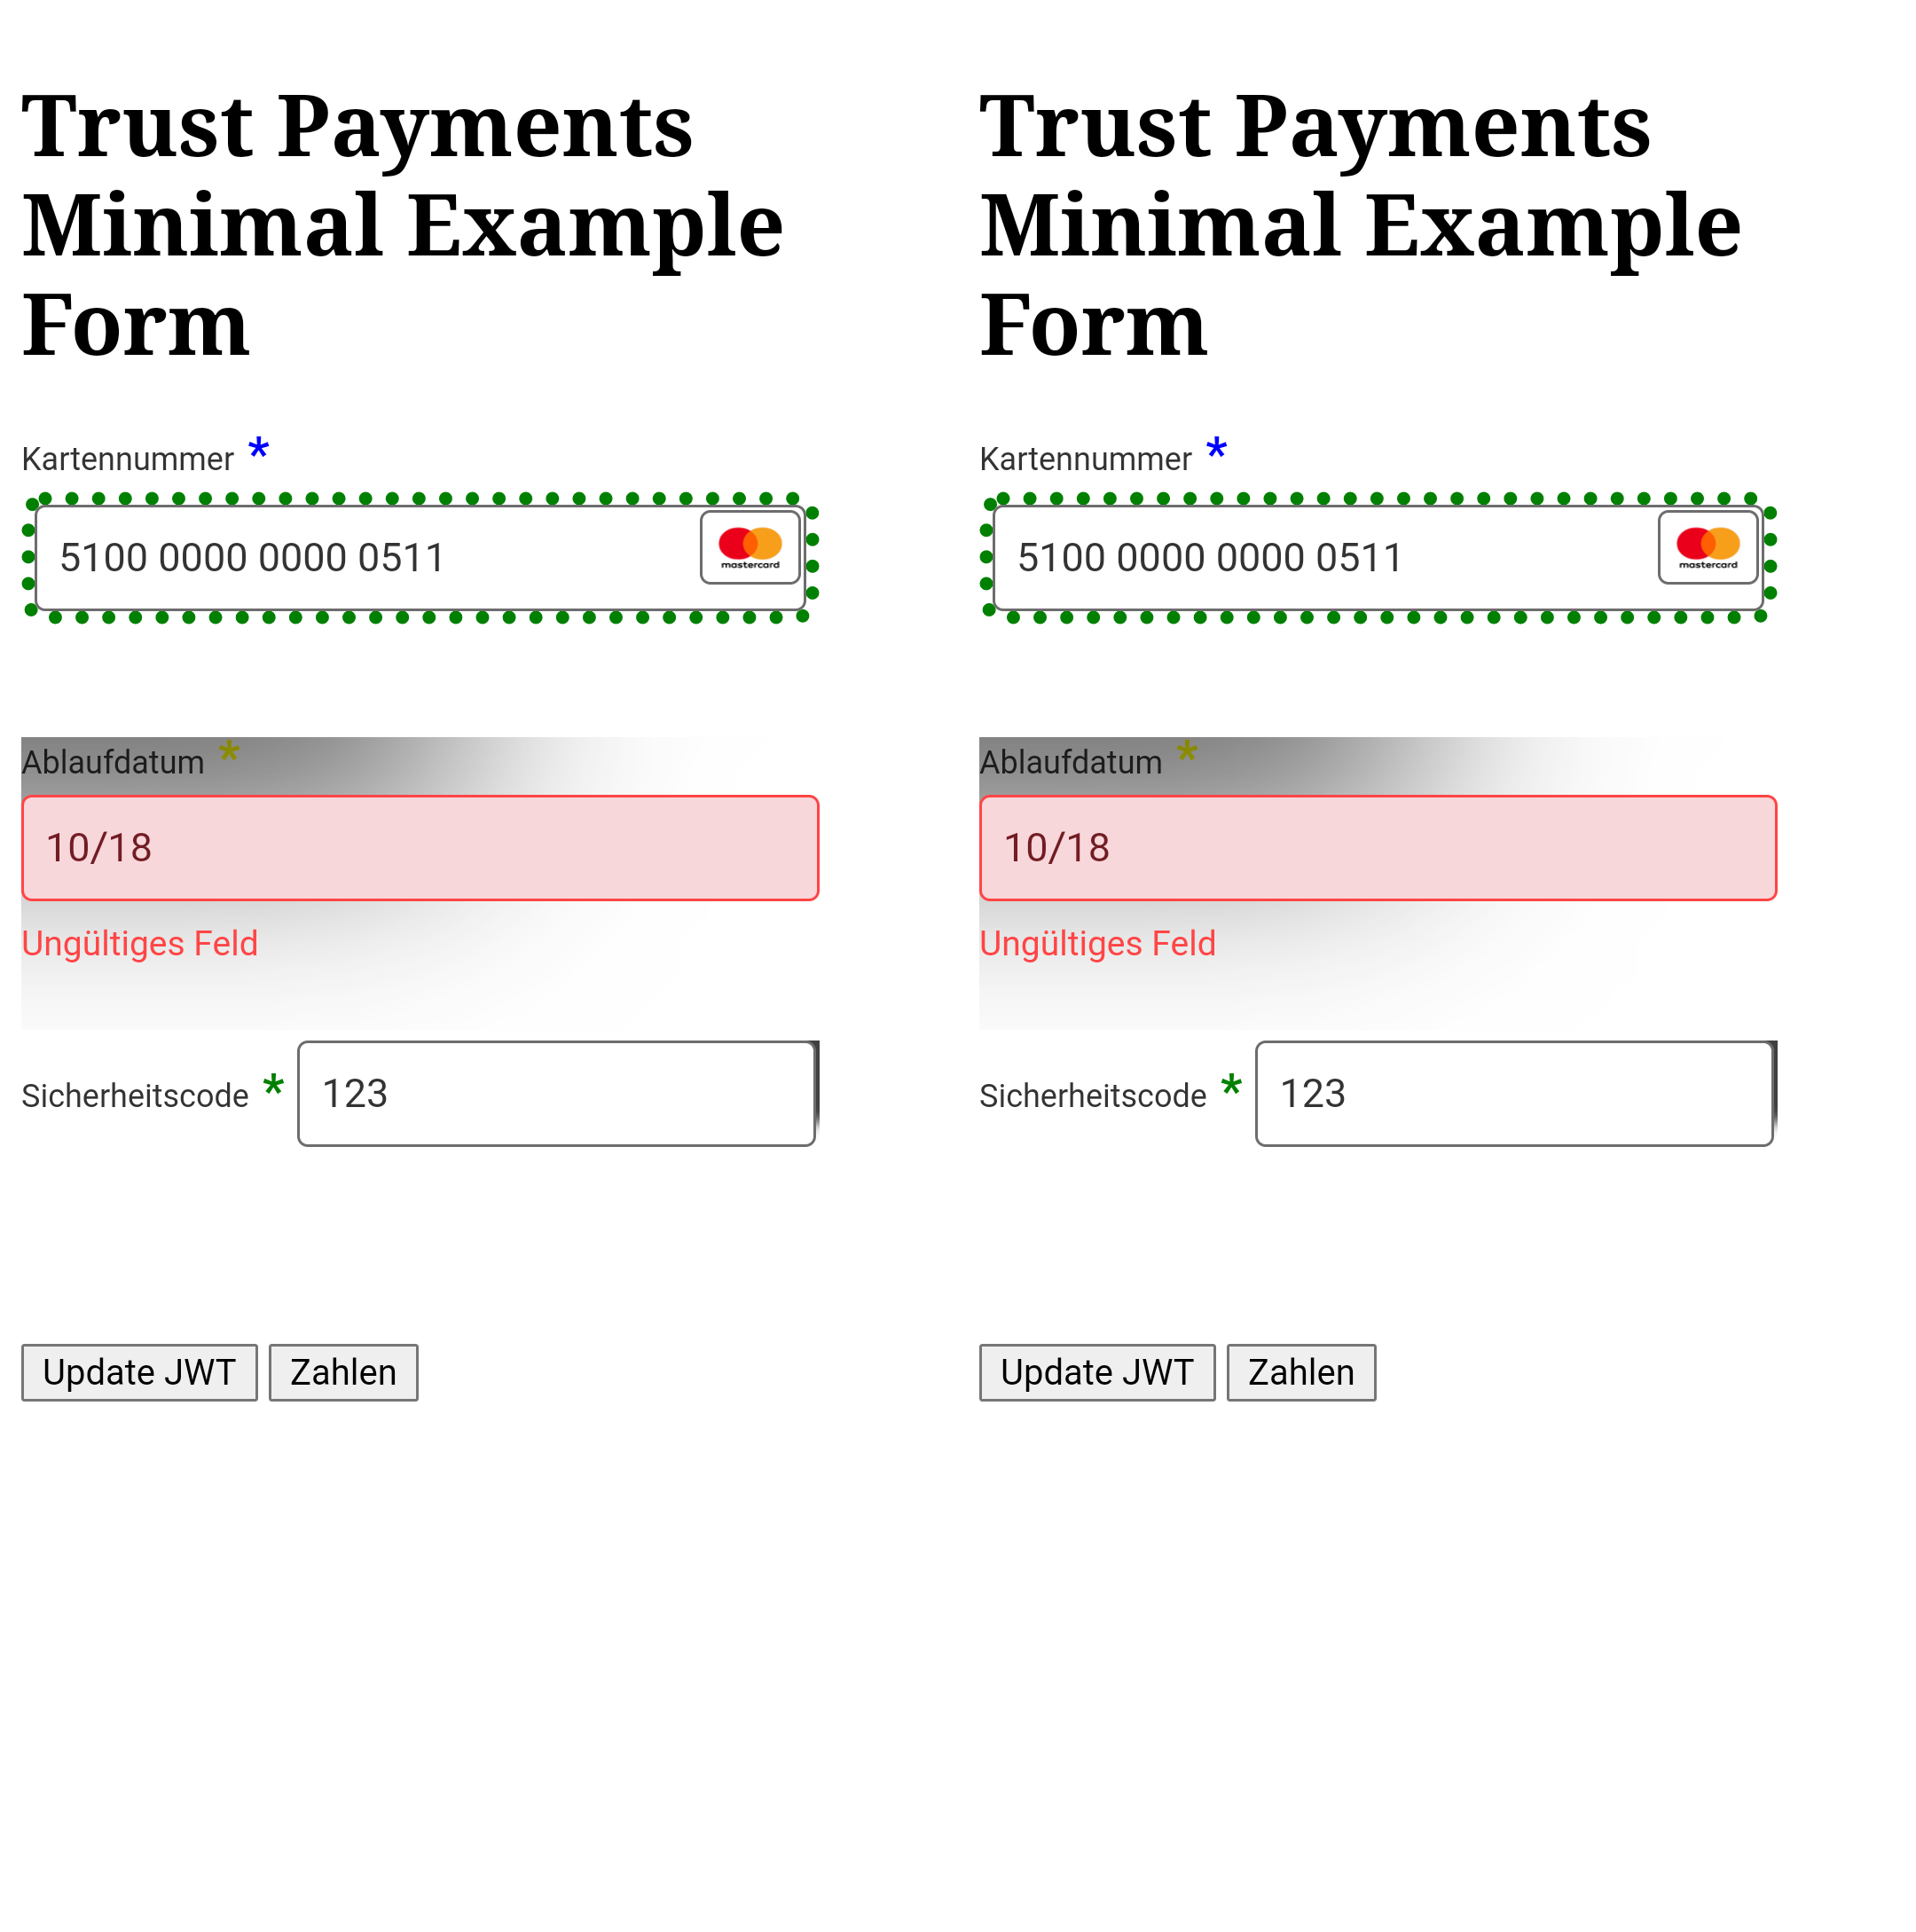 Trust Payments
Minimal Example
Form
Kartennummer *
5100 0000 0000 0511
mastercard
Ablaufdatum *
10/18
Ungültiges Feld
Sicherheitscode *
123
Update JWT
Zahlen
Trust Payments
Minimal Example
Form
Kartennummer *
5100 0000 0000 0511
mastercard
Ablaufdatum *
10/18
Ungültiges Feld
Sicherheitscode *
123
Update JWT
Zahlen